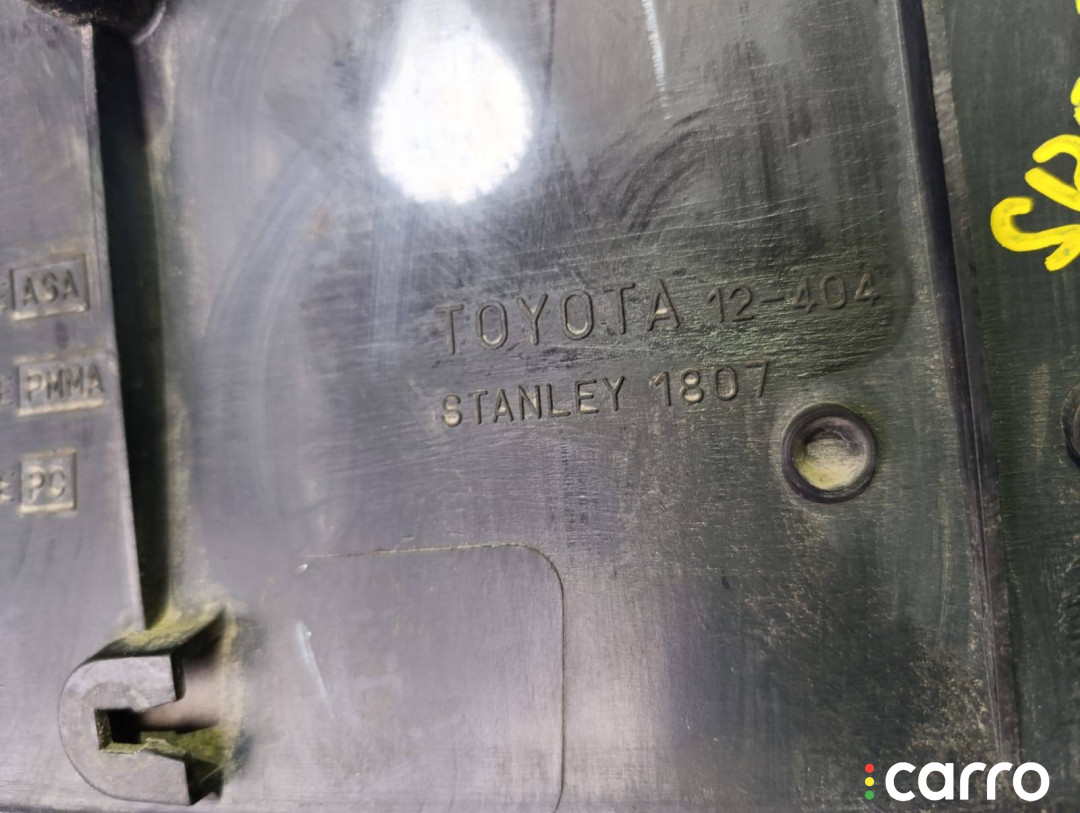 TOYOTA 12-404
STANLEY 1807
ASA
PMMA
PC
carro